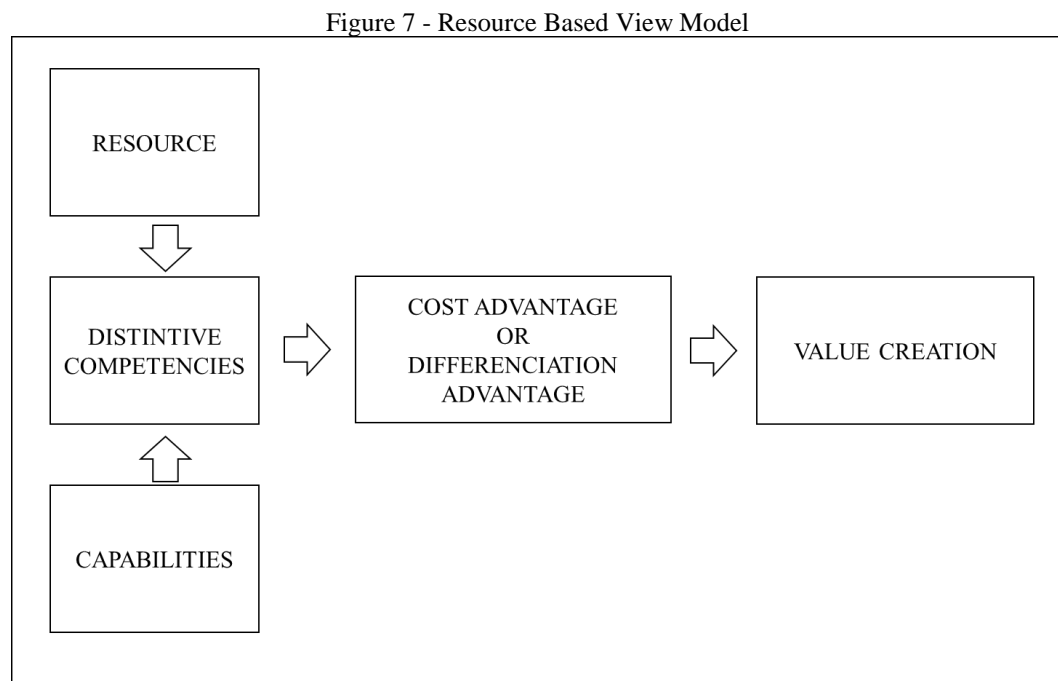 Figure 7 - Resource Based View Model
RESOURCE
DISTINTIVE
COMPETENCIES
COST ADVANTAGE
OR
DIFFERENCIATION
ADVANTAGE
VALUE CREATION
CAPABILITIES